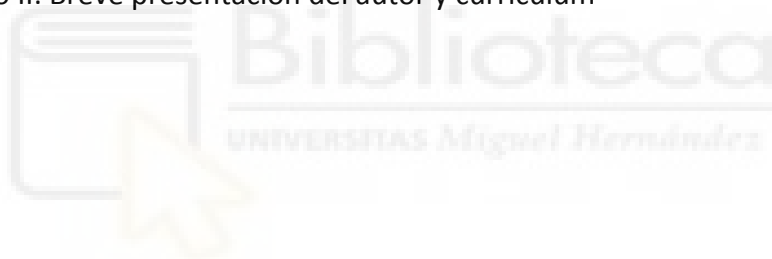 o II: Breve presentación del autor y currículum
Biblioteca
UNIVERSITAS Miguel Hernández